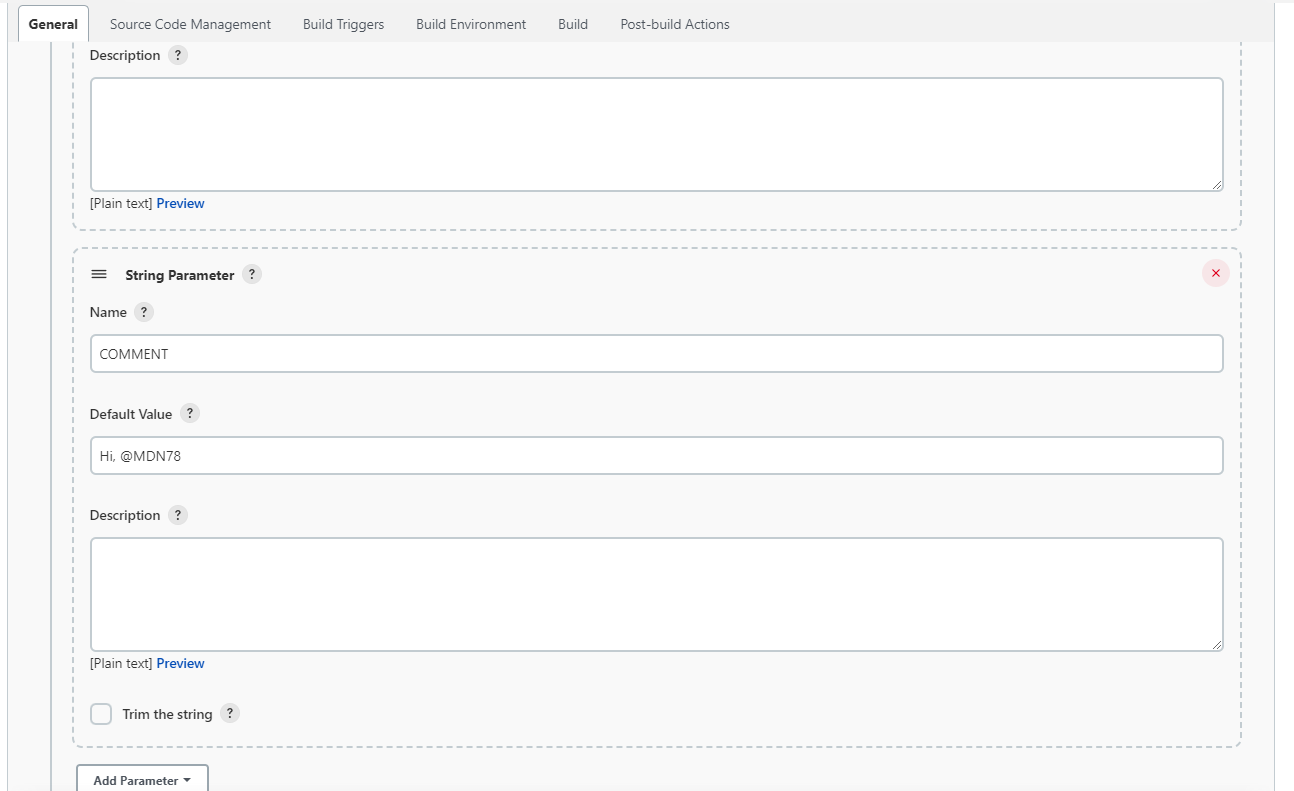 General Source Code Management Build Triggers Build Environment Build Post-build Actions
Description ?
[Plain text] Preview
String Parameter ?
Name ?
COMMENT
Default Value ?
Hi, @MDN78
Description ?
[Plain text] Preview
Trim the string ?
Add Parameter